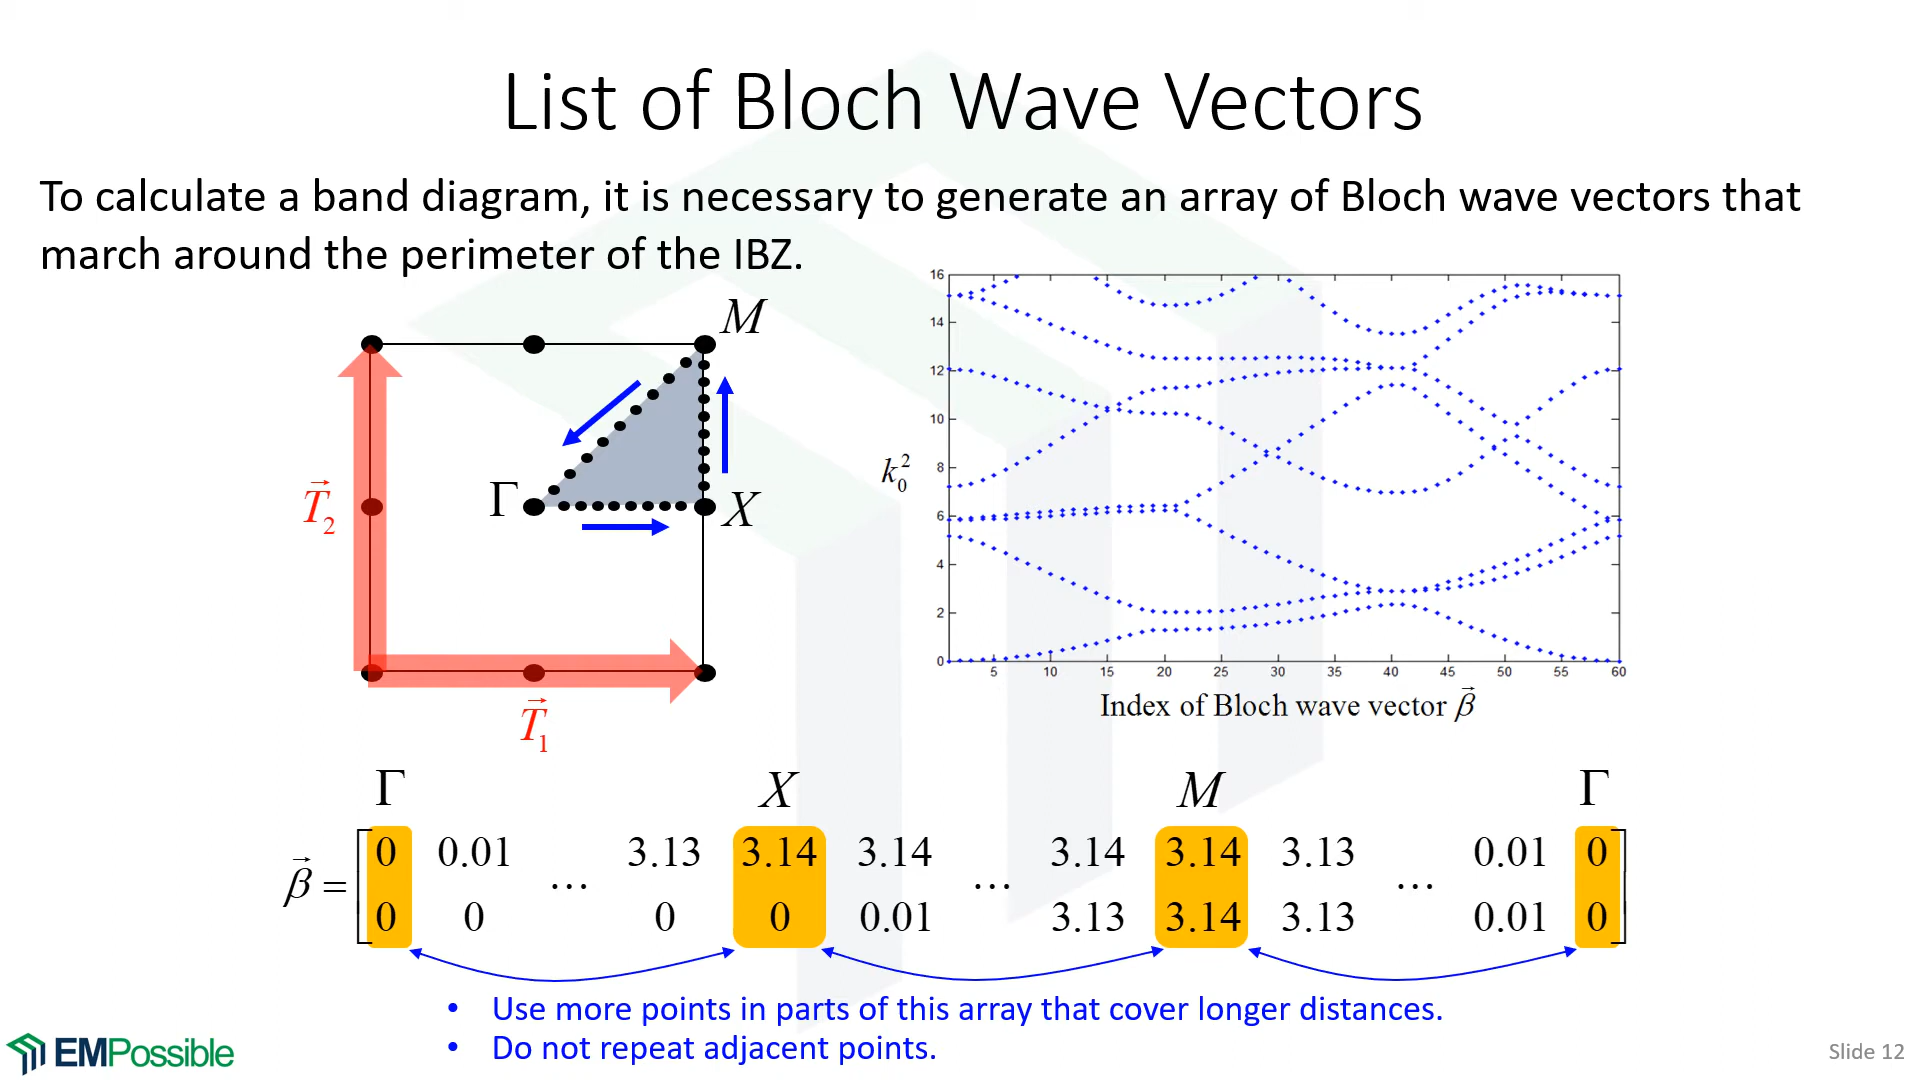 List of Bloch Wave Vectors
To calculate a band diagram, it is necessary to generate an array of Bloch wave vectors that
march around the perimeter of the IBZ.
M
Γ
X
T⃗₂
T⃗₁
k₀²
16
14
12
10
8
6
4
2
0
5 10 15 20 25 30 35 40 45 50 55 60
Index of Bloch wave vector β⃗
Γ X M Γ
β⃗ =
0 0.01 ... 3.13 3.14 3.14 ... 3.14 3.14 3.13 ... 0.01 0
0 0 0 0 0.01 3.13 3.14 3.13 0.01 0
• Use more points in parts of this array that cover longer distances.
• Do not repeat adjacent points.
EMPossible
Slide 12